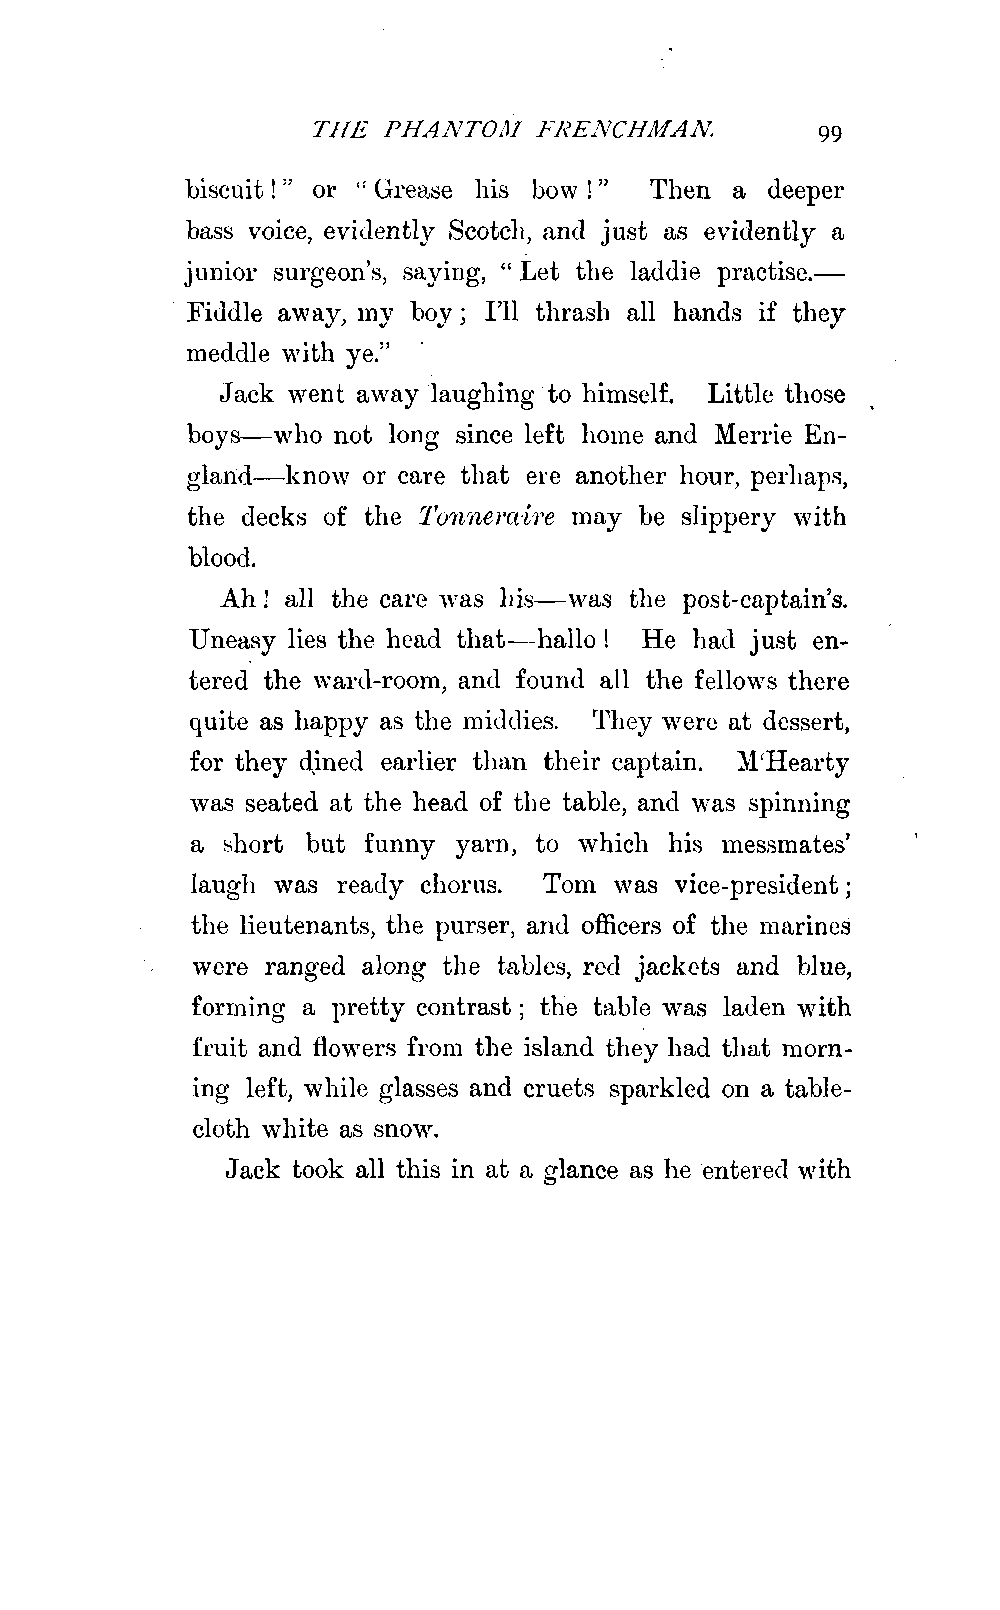 THE PHANTOM FRENCHMAN. 99
biscuit!" or "Grease his bow!" Then a deeper
bass voice, evidently Scotch, and just as evidently a
junior surgeon's, saying, "Let the laddie practise.—
Fiddle away, my boy; I'll thrash all hands if they
meddle with ye."
Jack went away laughing to himself. Little those
boys—who not long since left home and Merrie En-
gland—know or care that ere another hour, perhaps,
the decks of the Tonneraire may be slippery with
blood.
Ah! all the care was his—was the post-captain's.
Uneasy lies the head that—hallo! He had just en-
tered the ward-room, and found all the fellows there
quite as happy as the middies. They were at dessert,
for they dined earlier than their captain. M'Hearty
was seated at the head of the table, and was spinning
a short but funny yarn, to which his messmates'
laugh was ready chorus. Tom was vice-president;
the lieutenants, the purser, and officers of the marines
were ranged along the tables, red jackets and blue,
forming a pretty contrast; the table was laden with
fruit and flowers from the island they had that morn-
ing left, while glasses and cruets sparkled on a table-
cloth white as snow.
Jack took all this in at a glance as he entered with